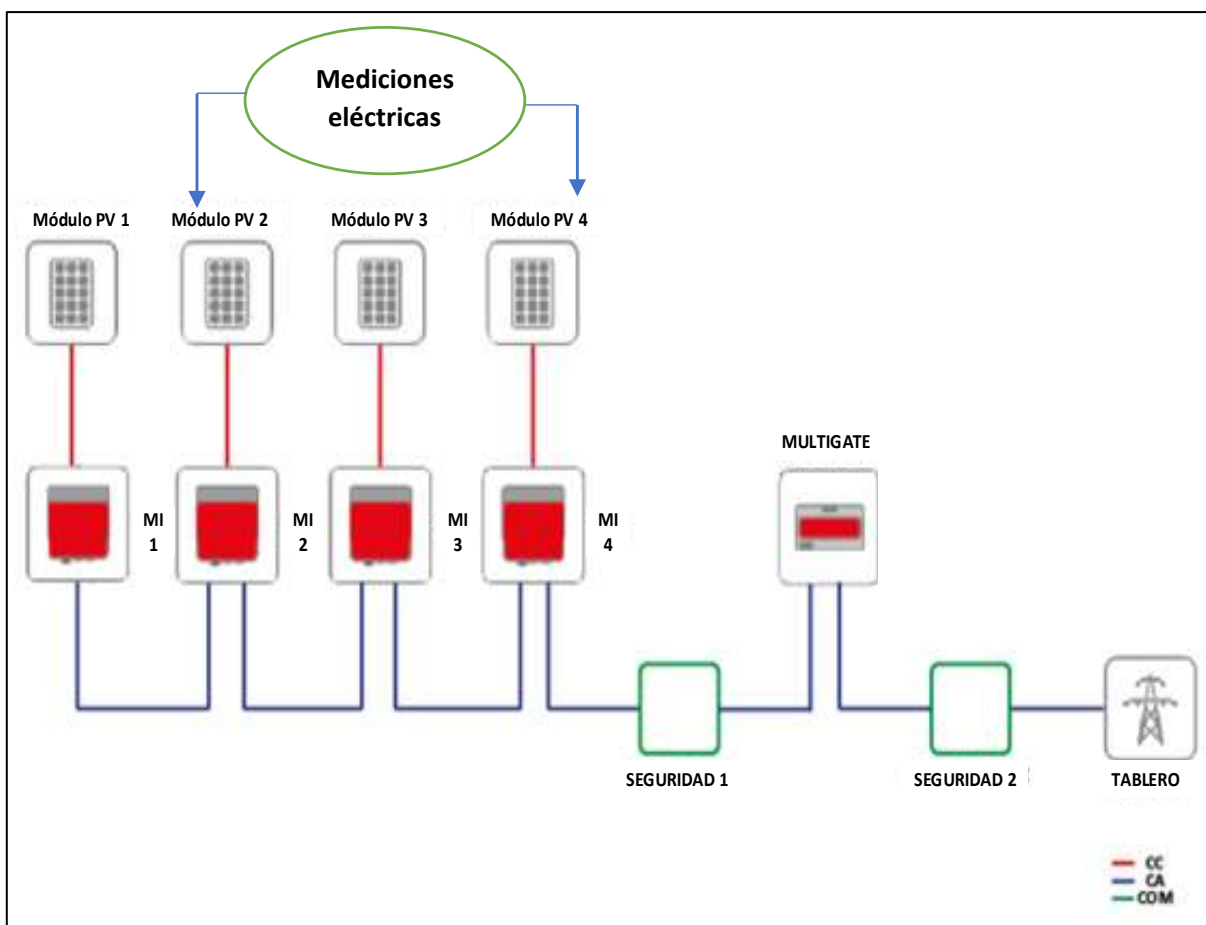 Mediciones
eléctricas
Módulo PV 1
Módulo PV 2
Módulo PV 3
Módulo PV 4
MULTIGATE
MI
1
MI
2
MI
3
MI
4
SEGURIDAD 1
SEGURIDAD 2
TABLERO
CC
CA
COM